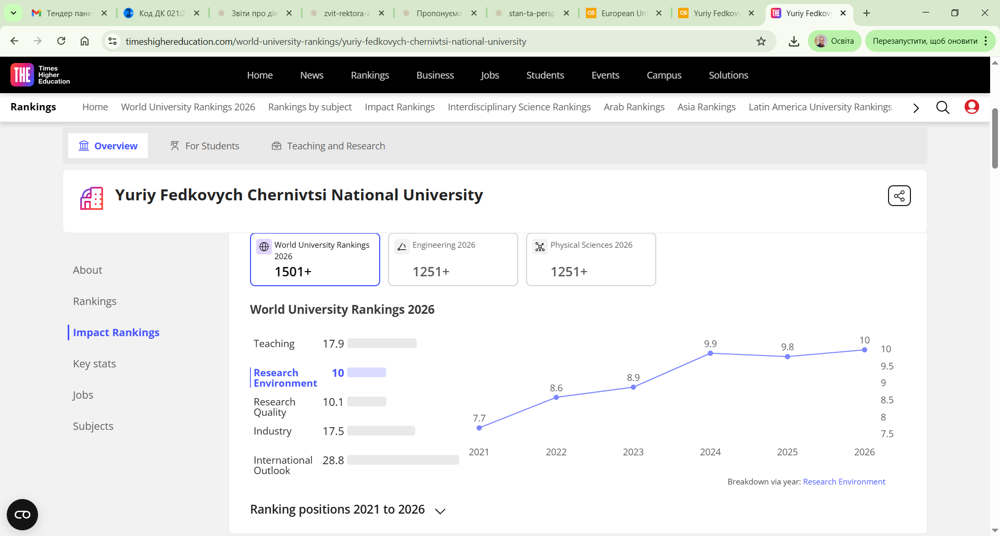 Тендер пане
Код ДК 021:2
Звіти про дія
zvit-rektora-z
Пропонуємо
stan-ta-persp
European Uni
Yuriy Fedkovy
Yuriy Fedkov
timeshighereducation.com/world-university-rankings/yuriy-fedkovych-chernivtsi-national-university
Освіта
Перезапустити, щоб оновити
THE Times Higher Education
Home News Rankings Business Jobs Students Events Campus Solutions
Rankings Home World University Rankings 2026 Rankings by subject Impact Rankings Interdisciplinary Science Rankings Arab Rankings Asia Rankings Latin America University Rankings
Overview For Students Teaching and Research
Yuriy Fedkovych Chernivtsi National University
About
Rankings
Impact Rankings
Key stats
Jobs
Subjects
World University Rankings
2026
1501+
Engineering 2026
1251+
Physical Sciences 2026
1251+
World University Rankings 2026
Teaching 17.9
Research
Environment 10
Research
Quality 10.1
Industry 17.5
International
Outlook 28.8
7.7 8.6 8.9 9.9 9.8 10
10
9.5
9
8.5
8
7.5
2021 2022 2023 2024 2025 2026
Breakdown via year: Research Environment
Ranking positions 2021 to 2026